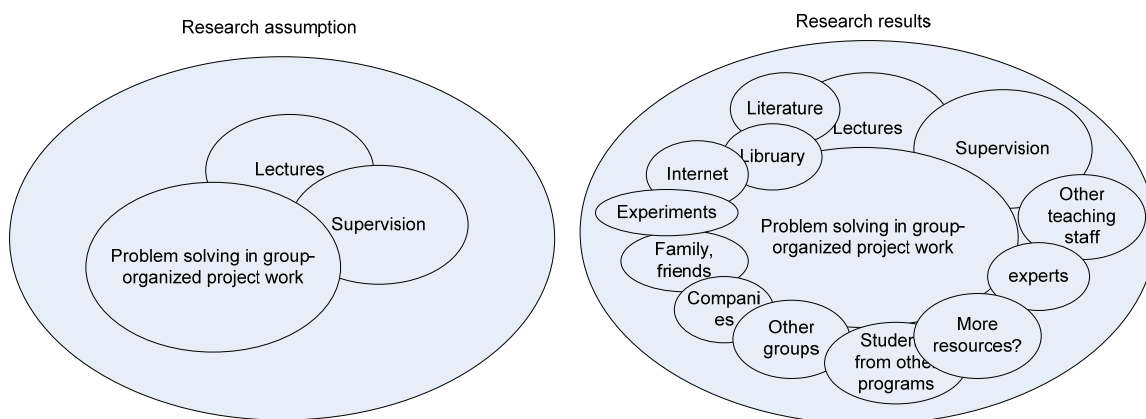 Research assumption
Lectures
Supervision
Problem solving in group-
organized project work
Research results
Literature
Lectures
Supervision
Libruary
Internet
Other
teaching
staff
Experiments
Problem solving in group-
organized project work
Family,
friends
experts
Compani
es
Other
groups
More
resources?
Studen
from othe
programs